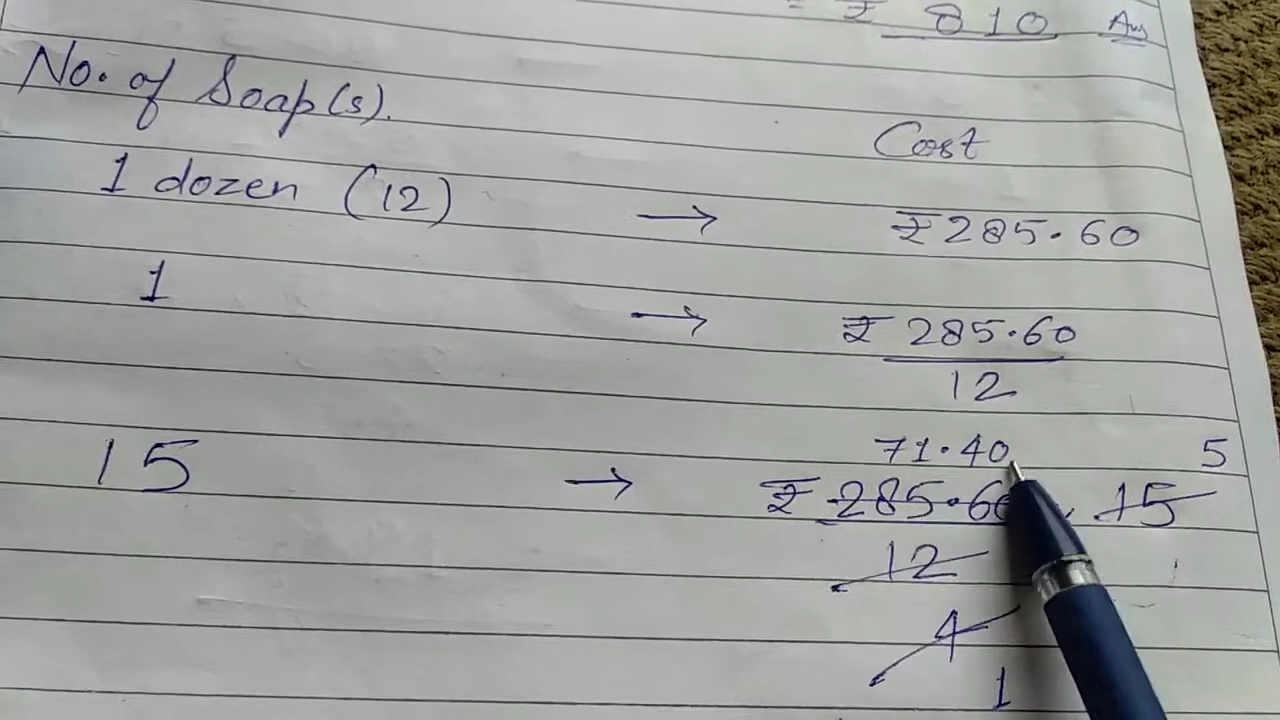 = ₹ 810 Ans
No. of Soap(s).
Cost
1 dozen (12) → ₹285.60
1 → ₹ 285.60
12
71.40 5
15 → ₹ 285.60 15
12
4
1